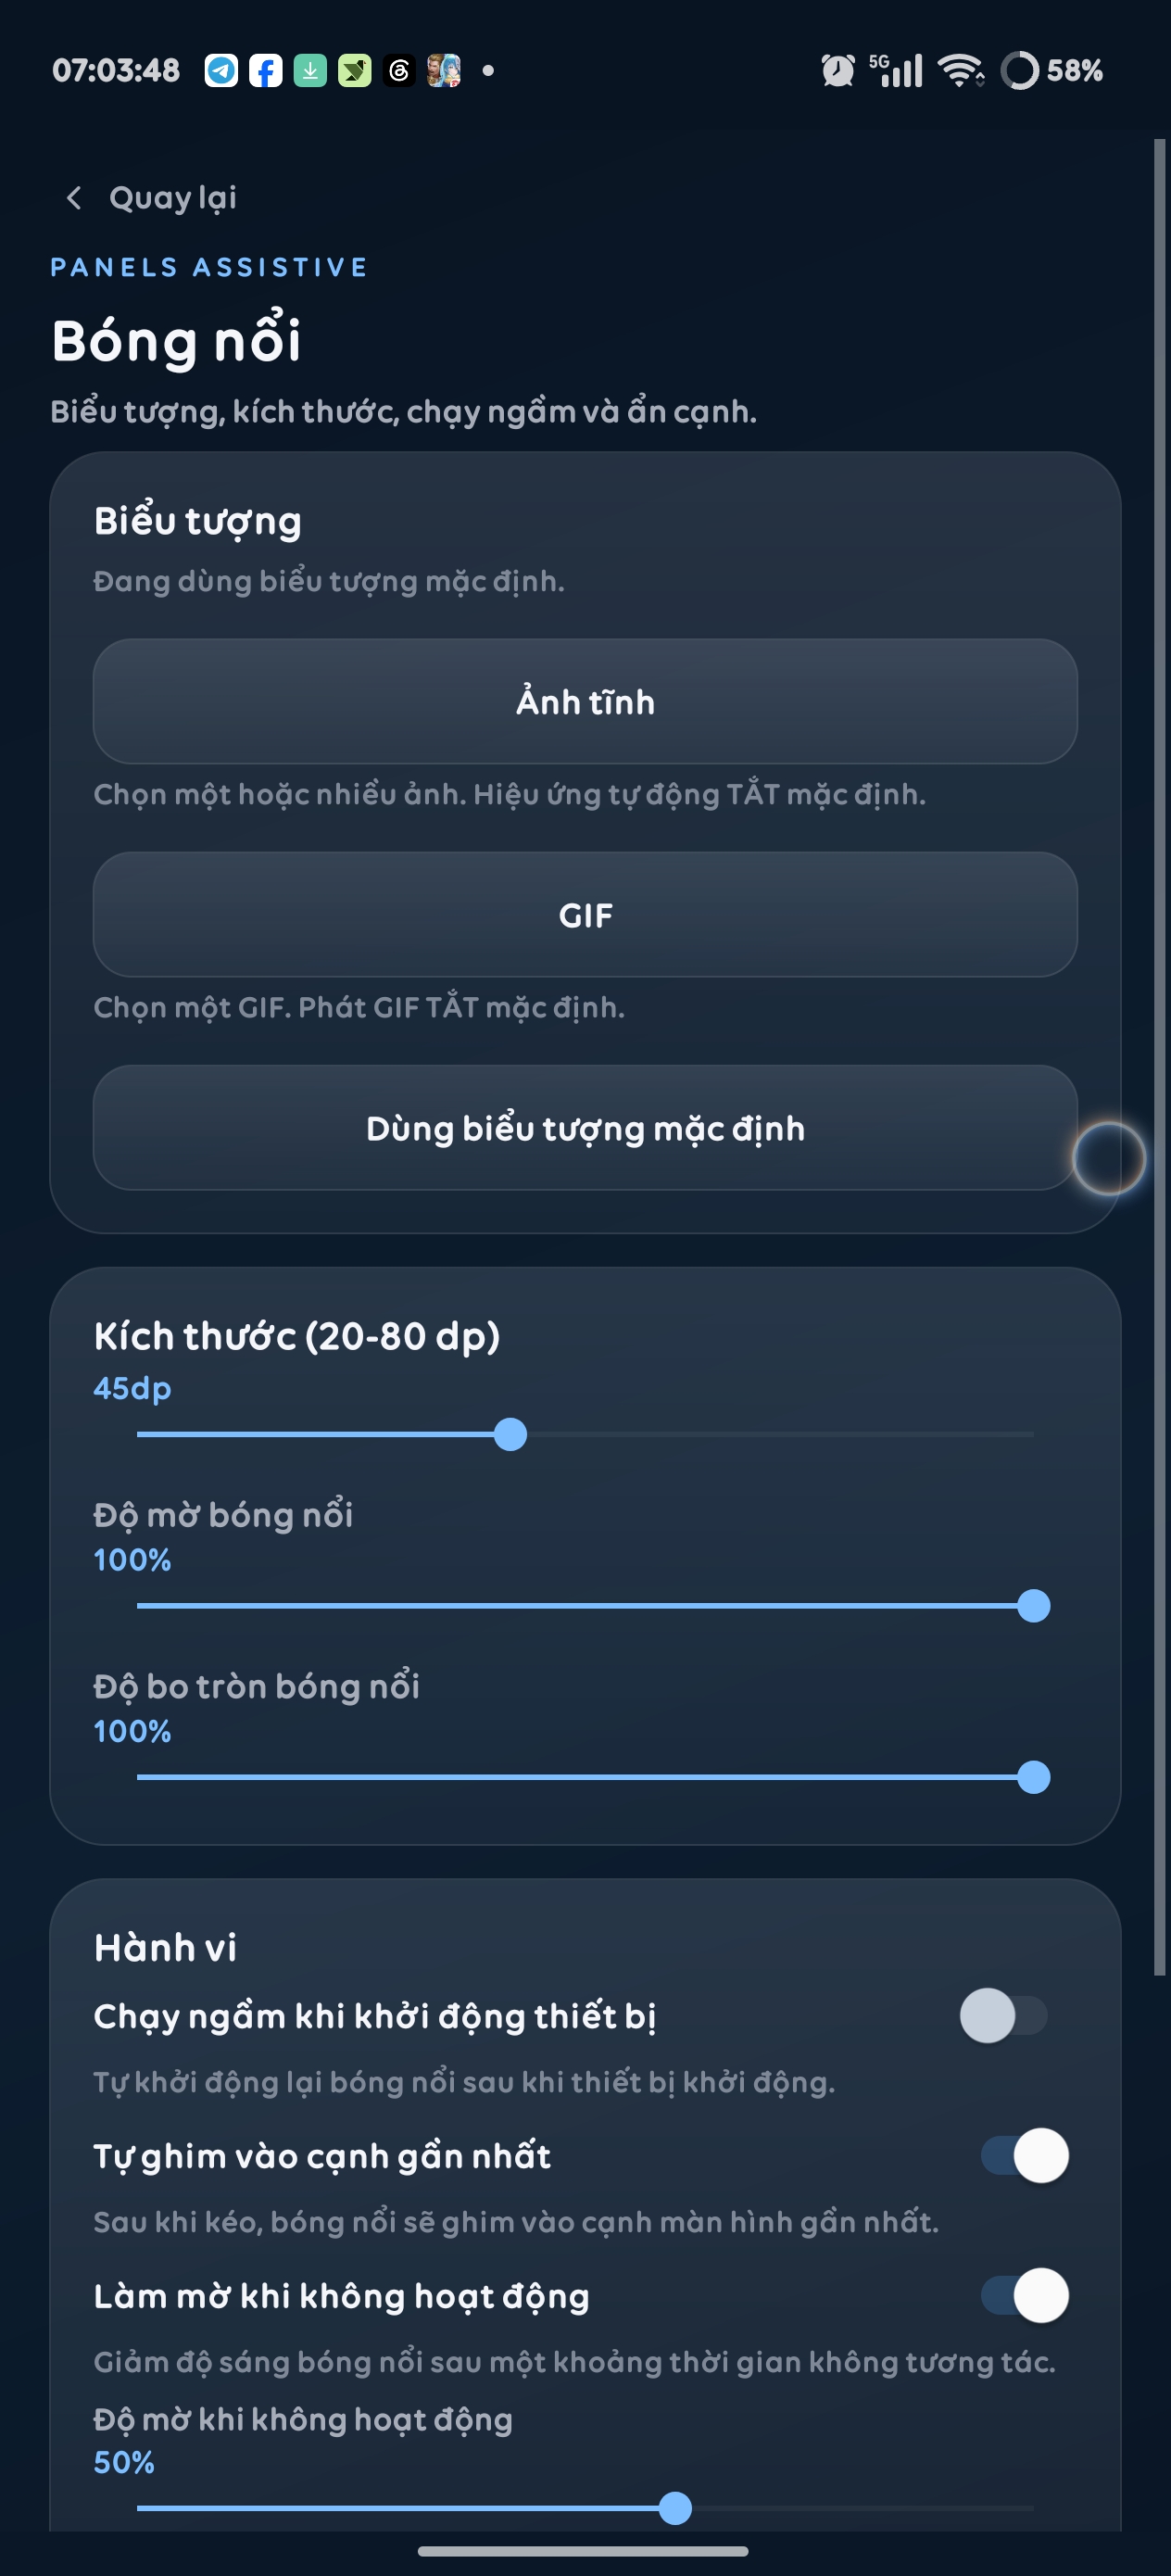 07:03:48
5G
58%
Quay lại
PANELS ASSISTIVE
Bóng nổi
Biểu tượng, kích thước, chạy ngầm và ẩn cạnh.
Biểu tượng
Đang dùng biểu tượng mặc định.
Ảnh tĩnh
Chọn một hoặc nhiều ảnh. Hiệu ứng tự động TẮT mặc định.
GIF
Chọn một GIF. Phát GIF TẮT mặc định.
Dùng biểu tượng mặc định
Kích thước (20-80 dp)
45dp
Độ mờ bóng nổi
100%
Độ bo tròn bóng nổi
100%
Hành vi
Chạy ngầm khi khởi động thiết bị
Tự khởi động lại bóng nổi sau khi thiết bị khởi động.
Tự ghim vào cạnh gần nhất
Sau khi kéo, bóng nổi sẽ ghim vào cạnh màn hình gần nhất.
Làm mờ khi không hoạt động
Giảm độ sáng bóng nổi sau một khoảng thời gian không tương tác.
Độ mờ khi không hoạt động
50%